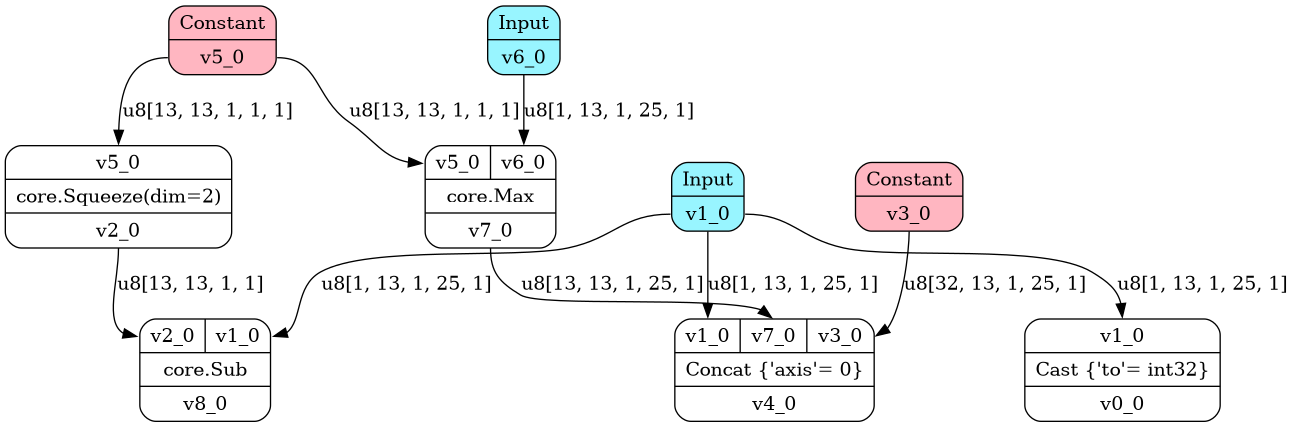 Constant
v5_0
Input
v6_0
u8[13, 13, 1, 1, 1]
u8[13, 13, 1, 1, 1]
u8[1, 13, 1, 25, 1]
v5_0
core.Squeeze(dim=2)
v2_0
v5_0 v6_0
core.Max
v7_0
Input
v1_0
Constant
v3_0
u8[13, 13, 1, 1]
u8[1, 13, 1, 25, 1]
u8[13, 13, 1, 25, 1]
u8[1, 13, 1, 25, 1]
u8[32, 13, 1, 25, 1]
u8[1, 13, 1, 25, 1]
v2_0 v1_0
core.Sub
v8_0
v1_0 v7_0 v3_0
Concat {'axis'= 0}
v4_0
v1_0
Cast {'to'= int32}
v0_0